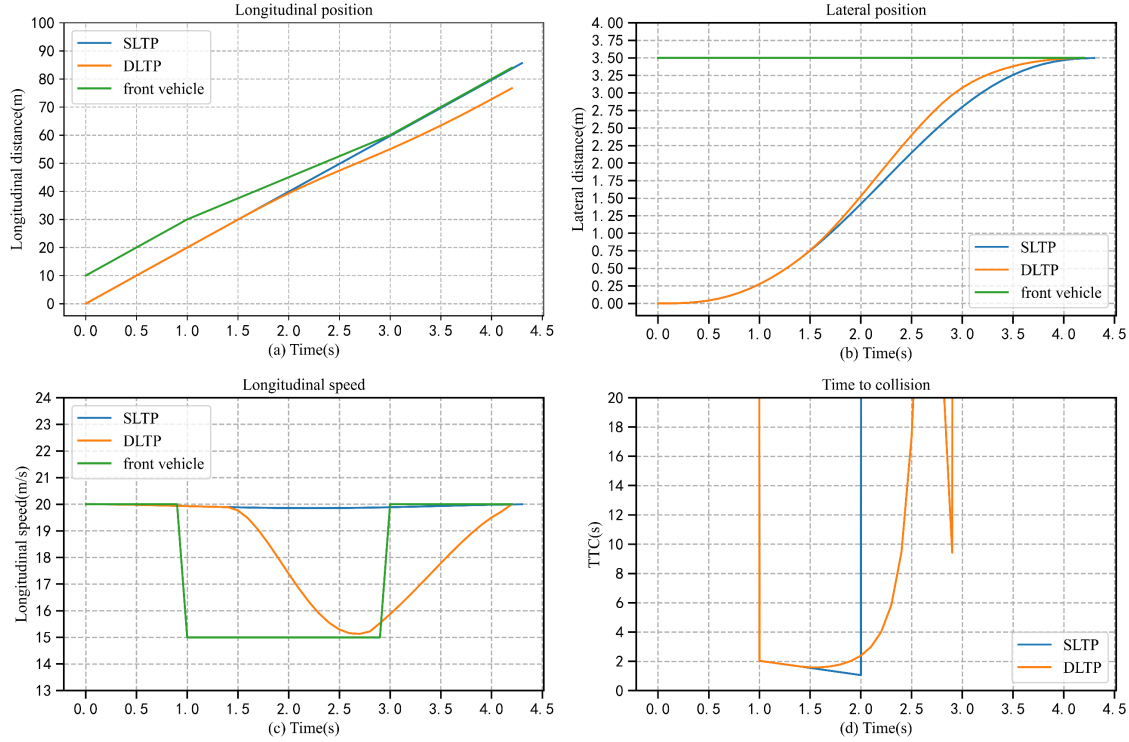 Longitudinal position
100
90
80
70
60
50
40
30
20
10
0
Longitudinal distance(m)
SLTP
DLTP
front vehicle
0.0 0.5 1.0 1.5 2.0 2.5 3.0 3.5 4.0 4.5
(a) Time(s)
Lateral position
4.00
3.75
3.50
3.25
3.00
2.75
2.50
2.25
2.00
1.75
1.50
1.25
1.00
0.75
0.50
0.25
0.00
Lateral distance(m)
SLTP
DLTP
front vehicle
0.0 0.5 1.0 1.5 2.0 2.5 3.0 3.5 4.0 4.5
(b) Time(s)
Longitudinal speed
24
23
22
21
20
19
18
17
16
15
14
13
Longitudinal speed(m/s)
SLTP
DLTP
front vehicle
0.0 0.5 1.0 1.5 2.0 2.5 3.0 3.5 4.0 4.5
(c) Time(s)
Time to collision
20
18
16
14
12
10
8
6
4
2
0
TTC(s)
SLTP
DLTP
0.0 0.5 1.0 1.5 2.0 2.5 3.0 3.5 4.0 4.5
(d) Time(s)